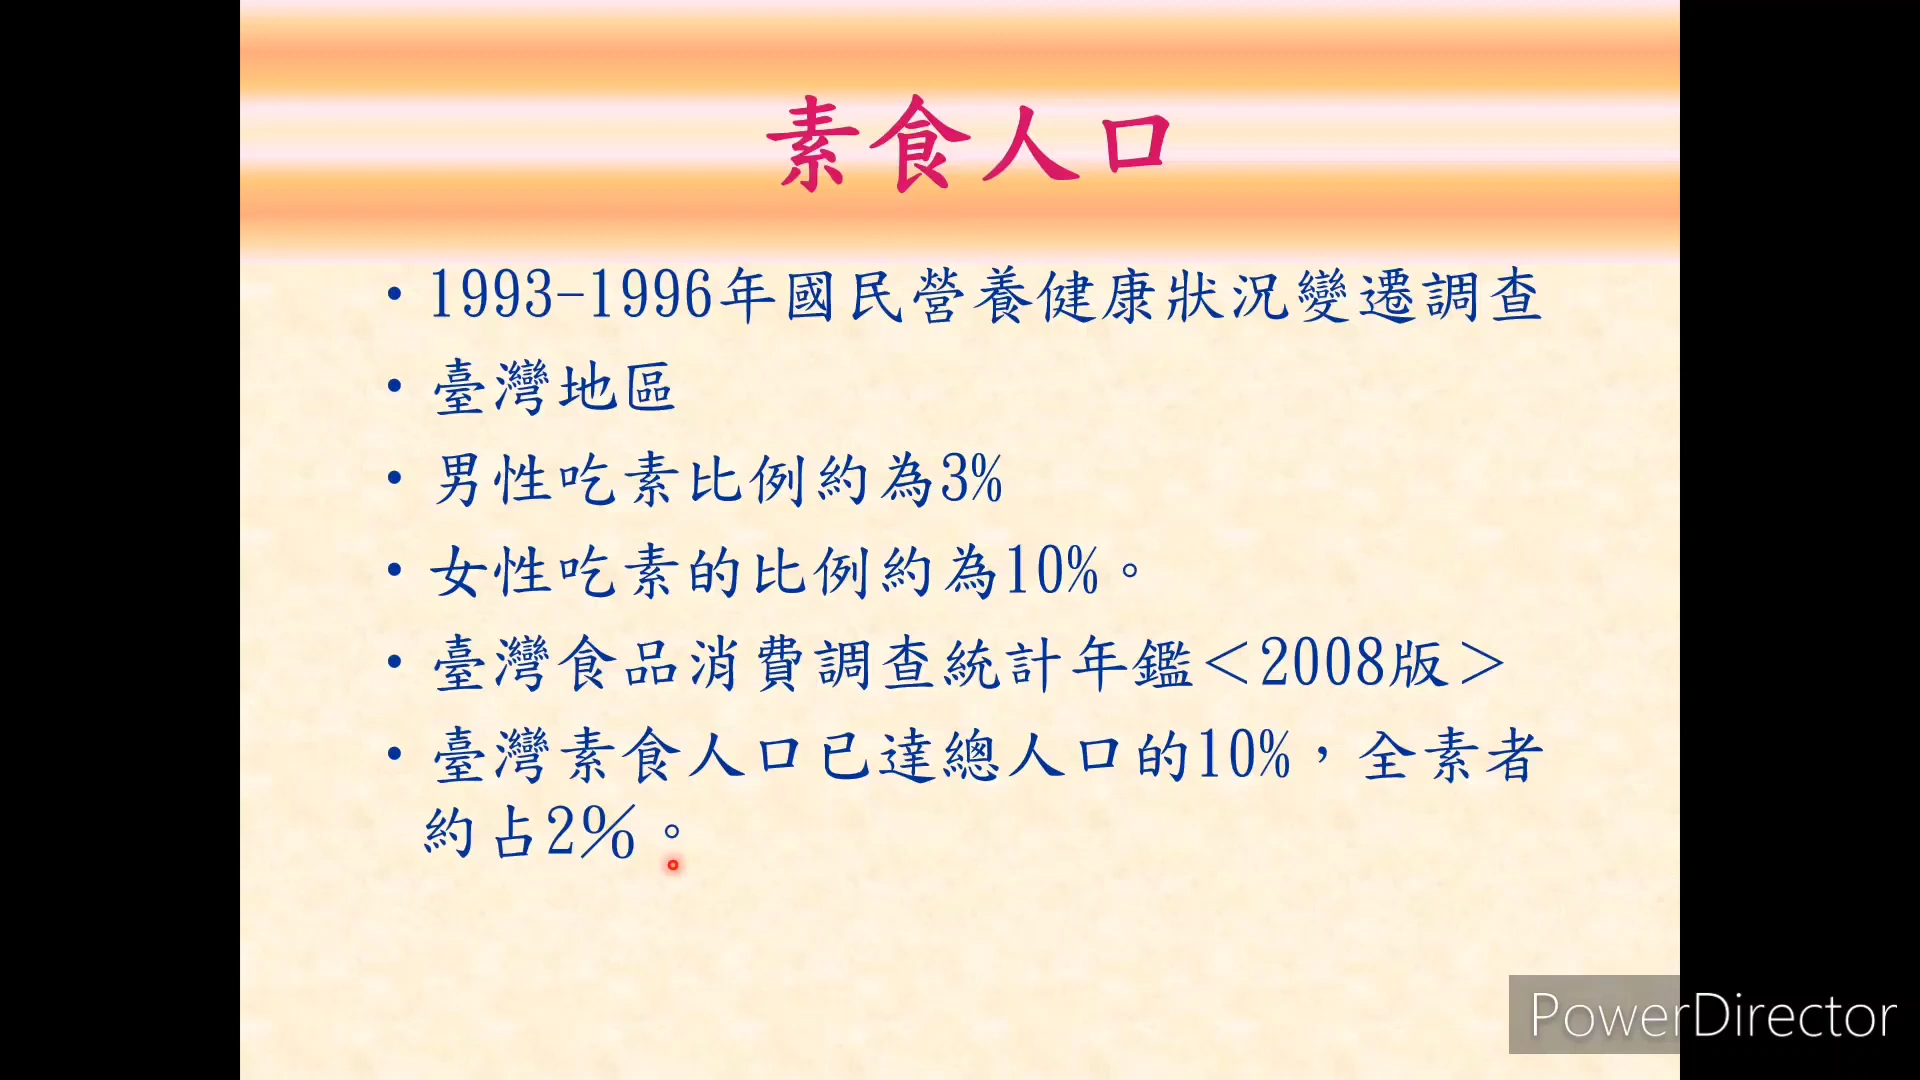 素食人口
• 1993-1996年國民營養健康狀況變遷調查
• 臺灣地區
• 男性吃素比例約為3%
• 女性吃素的比例約為10%。
• 臺灣食品消費調查統計年鑑＜2008版＞
• 臺灣素食人口已達總人口的10%，全素者
約占2%。
PowerDirector